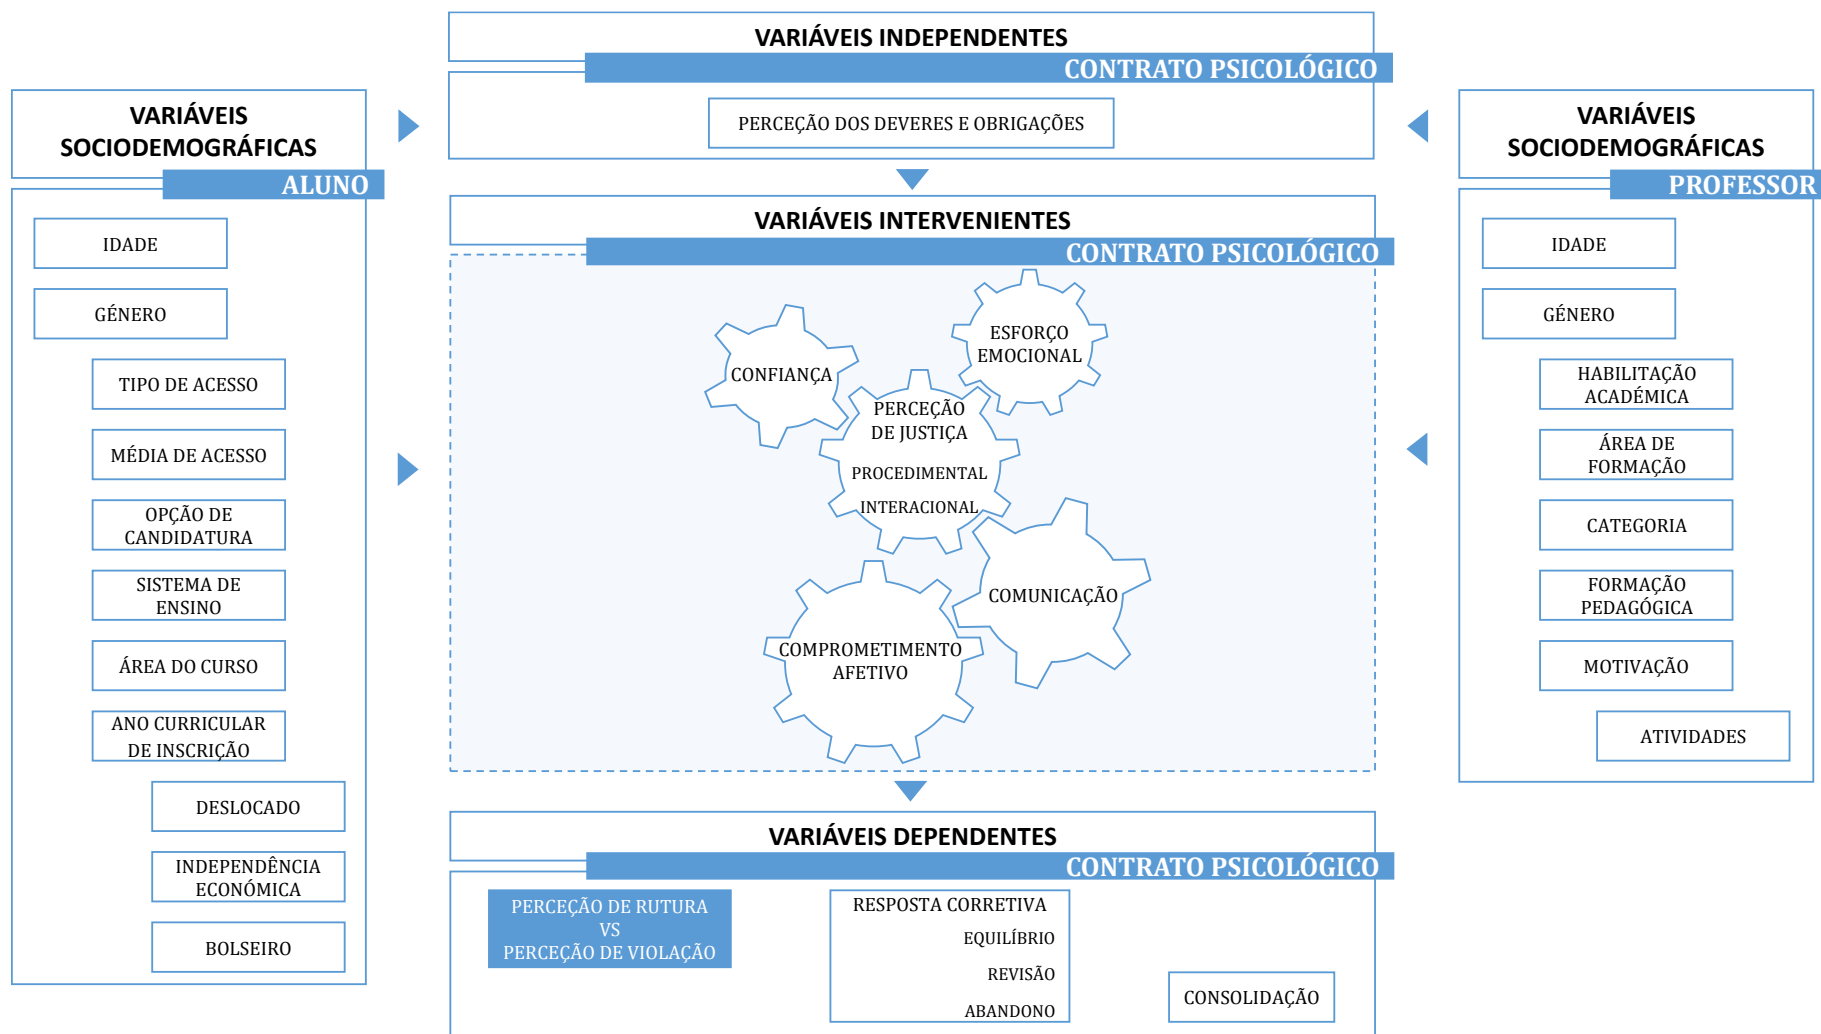 VARIÁVEIS INDEPENDENTES
CONTRATO PSICOLÓGICO
PERCEÇÃO DOS DEVERES E OBRIGAÇÕES
VARIÁVEIS
SOCIODEMOGRÁFICAS
ALUNO
IDADE
GÉNERO
TIPO DE ACESSO
MÉDIA DE ACESSO
OPÇÃO DE
CANDIDATURA
SISTEMA DE
ENSINO
ÁREA DO CURSO
ANO CURRICULAR
DE INSCRIÇÃO
DESLOCADO
INDEPENDÊNCIA
ECONÓMICA
BOLSEIRO
VARIÁVEIS INTERVENIENTES
CONTRATO PSICOLÓGICO
ESFORÇO
EMOCIONAL
CONFIANÇA
PERCEÇÃO
DE JUSTIÇA
PROCEDIMENTAL
INTERACIONAL
COMUNICAÇÃO
COMPROMETIMENTO
AFETIVO
VARIÁVEIS DEPENDENTES
CONTRATO PSICOLÓGICO
PERCEÇÃO DE RUTURA
VS
PERCEÇÃO DE VIOLAÇÃO
RESPOSTA CORRETIVA
EQUILÍBRIO
REVISÃO
ABANDONO
CONSOLIDAÇÃO
VARIÁVEIS
SOCIODEMOGRÁFICAS
PROFESSOR
IDADE
GÉNERO
HABILITAÇÃO
ACADÉMICA
ÁREA DE
FORMAÇÃO
CATEGORIA
FORMAÇÃO
PEDAGÓGICA
MOTIVAÇÃO
ATIVIDADES